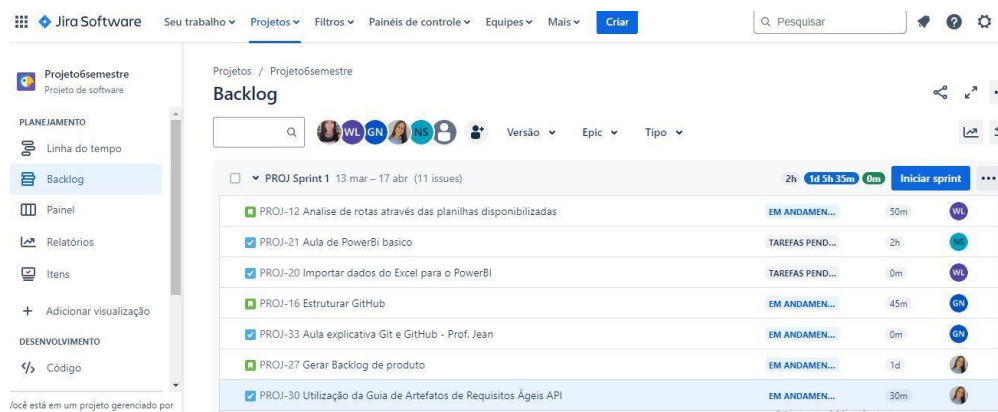 Jira Software Seu trabalho Projetos Filtros Painéis de controle Equipes Mais Criar Pesquisar
Projeto6semestre
Projeto de software
PLANEJAMENTO
Linha do tempo
Backlog
Painel
Relatórios
Itens
Adicionar visualização
DESENVOLVIMENTO
Código
Você está em um projeto gerenciado por
Projetos / Projeto6semestre
Backlog
WL GN NS Versão Epic Tipo
PROJ Sprint 1 13 mar – 17 abr (11 issues) 2h 1d 5h 35m 0m Iniciar sprint
PROJ-12 Analise de rotas através das planilhas disponibilizadas EM ANDAMEN... 50m WL
PROJ-21 Aula de PowerBi basico TAREFAS PEND... 2h NS
PROJ-20 Importar dados do Excel para o PowerBI TAREFAS PEND... 0m WL
PROJ-16 Estruturar GitHub EM ANDAMEN... 45m GN
PROJ-33 Aula explicativa Git e GitHub - Prof. Jean EM ANDAMEN... 0m GN
PROJ-27 Gerar Backlog de produto EM ANDAMEN... 1d
PROJ-30 Utilização da Guia de Artefatos de Requisitos Ágeis API EM ANDAMEN... 30m